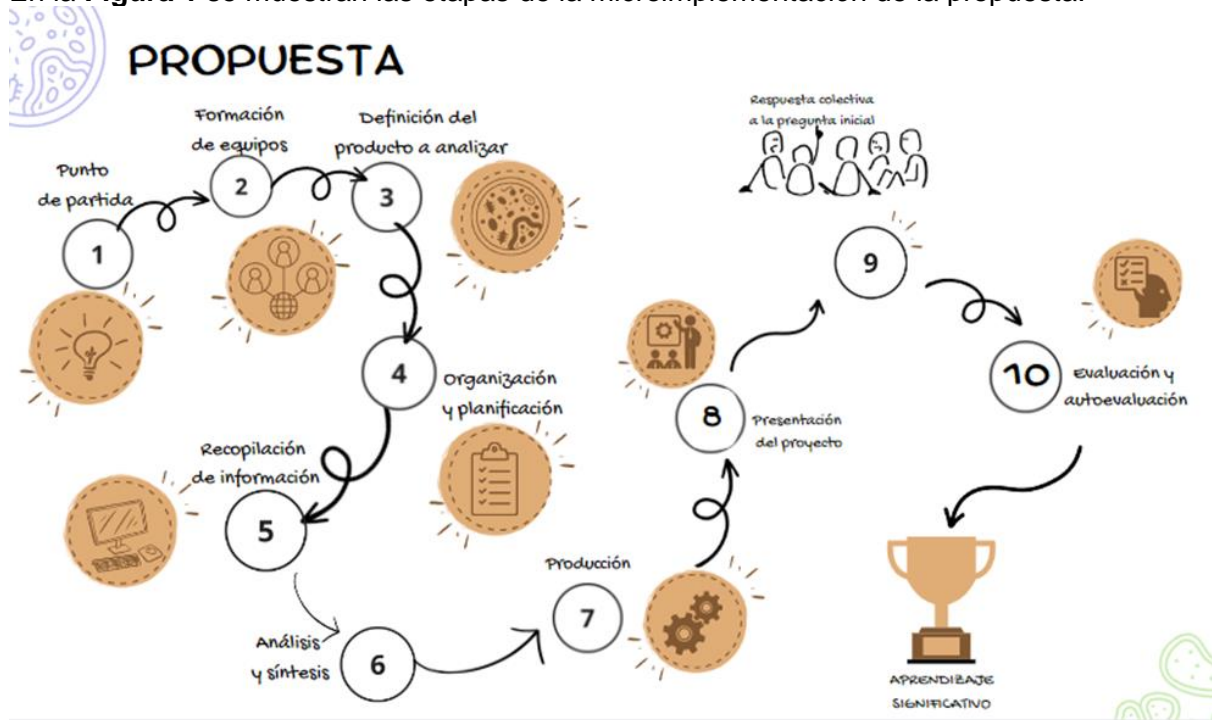 En la Figura 1 se muestran las etapas de la microimplementación de la propuesta.
PROPUESTA
Punto
de partida
1
Formación
de equipos
2
Definición del
producto a analizar
3
4
Organización
y planificación
Recopilación
de información
5
Análisis
y síntesis
6
Producción
7
8
Presentación
del proyecto
Respuesta colectiva
a la pregunta inicial
9
10
Evaluación y
autoevaluación
APRENDIZAJE
SIGNIFICATIVO